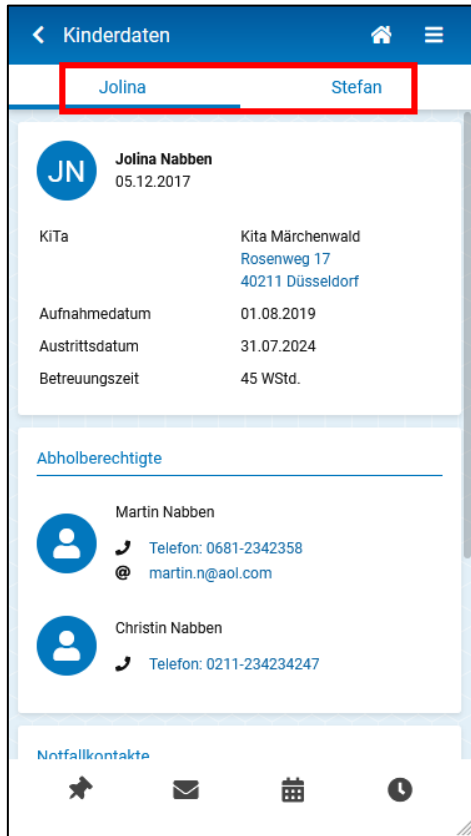 Kinderdaten
Jolina Stefan
JN
Jolina Nabben
05.12.2017
KiTa Kita Märchenwald
Rosenweg 17
40211 Düsseldorf
Aufnahmedatum 01.08.2019
Austrittsdatum 31.07.2024
Betreuungszeit 45 WStd.
Abholberechtigte
Martin Nabben
Telefon: 0681-2342358
@ martin.n@aol.com
Christin Nabben
Telefon: 0211-234234247
Notfallkontakte